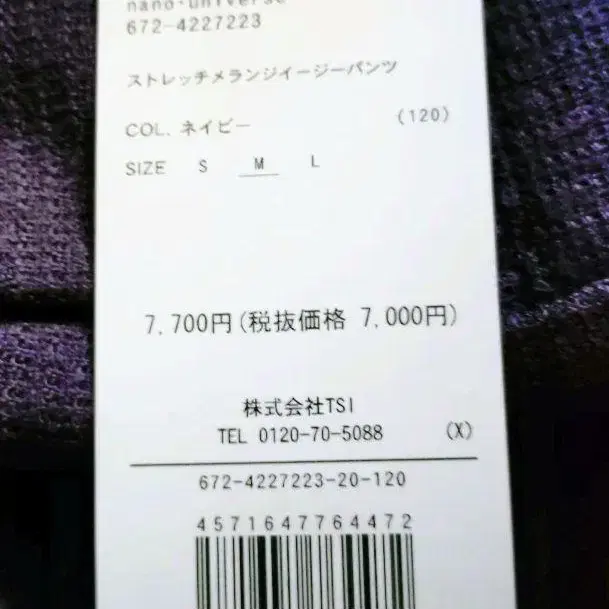 nano・universe
672-4227223
ストレッチメランジイージーパンツ
COL. ネイビー (120)
SIZE S M L
7,700円(税抜価格 7,000円)
株式会社TSI
TEL 0120-70-5088 (X)
672-4227223-20-120
4571647764472